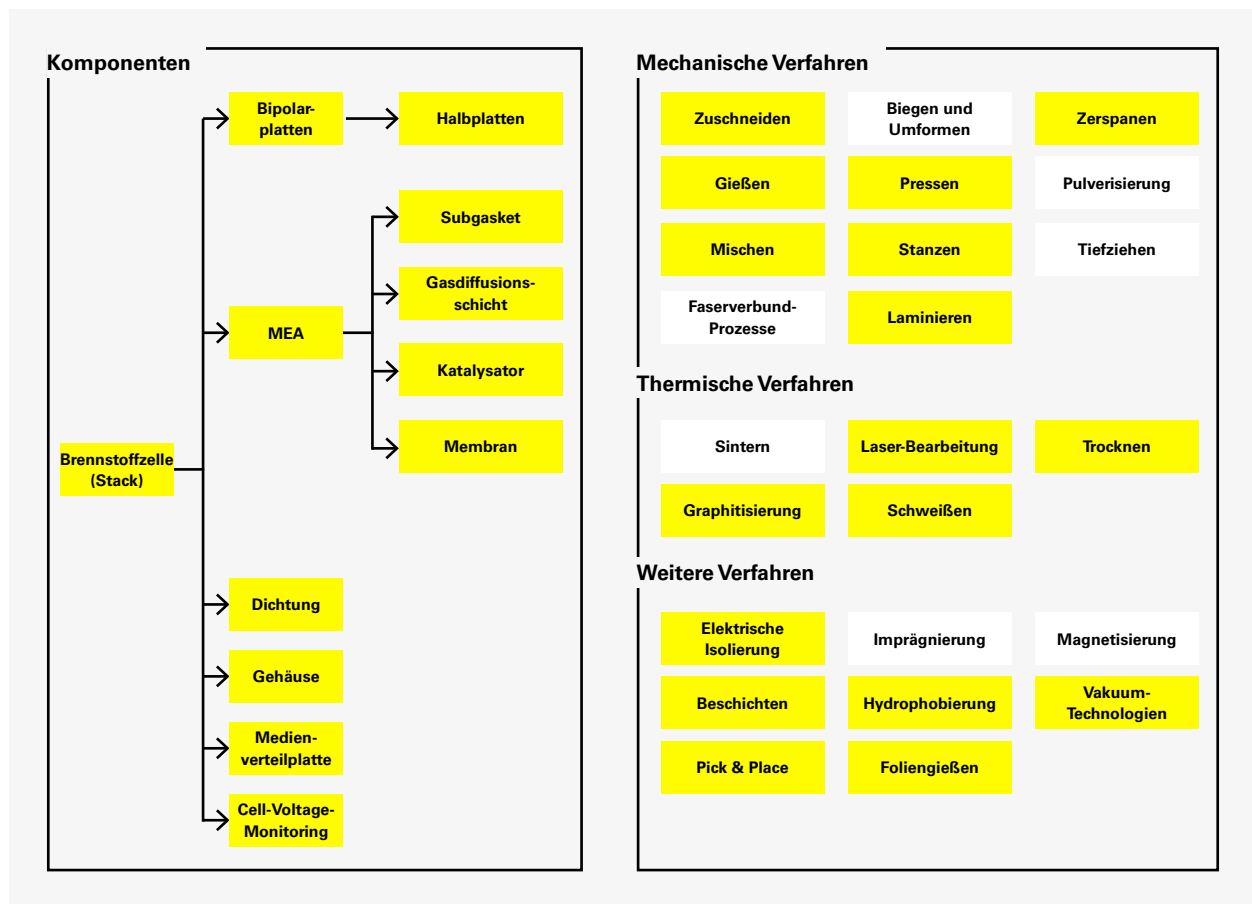 Komponenten
Bipolar-
platten
Halbplatten
Subgasket
Gasdiffusions-
schicht
MEA
Katalysator
Membran
Brennstoffzelle
(Stack)
Dichtung
Gehäuse
Medien-
verteilplatte
Cell-Voltage-
Monitoring
Mechanische Verfahren
Zuschneiden
Biegen und
Umformen
Zerspanen
Gießen
Pressen
Pulverisierung
Mischen
Stanzen
Tiefziehen
Faserverbund-
Prozesse
Laminieren
Thermische Verfahren
Sintern
Laser-Bearbeitung
Trocknen
Graphitisierung
Schweißen
Weitere Verfahren
Elektrische
Isolierung
Imprägnierung
Magnetisierung
Beschichten
Hydrophobierung
Vakuum-
Technologien
Pick & Place
Foliengießen